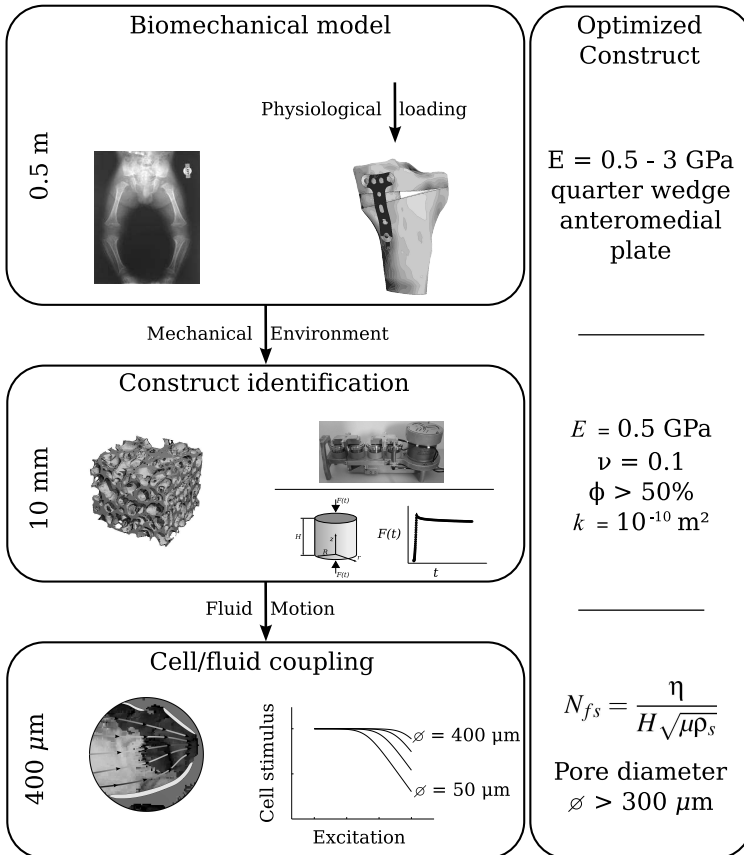 Biomechanical model
0.5 m
Physiological loading
Mechanical Environment
Construct identification
10 mm
F(t)
H
z
R
r
F(t)
F(t)
t
Fluid Motion
Cell/fluid coupling
400 µm
Cell stimulus
⌀ = 400 µm
⌀ = 50 µm
Excitation
Optimized
Construct
E = 0.5 - 3 GPa
quarter wedge
anteromedial
plate
E = 0.5 GPa
ν = 0.1
ϕ > 50%
k = 10⁻¹⁰ m²
N_{fs} = η / H√μρ_s
Pore diameter
⌀ > 300 µm